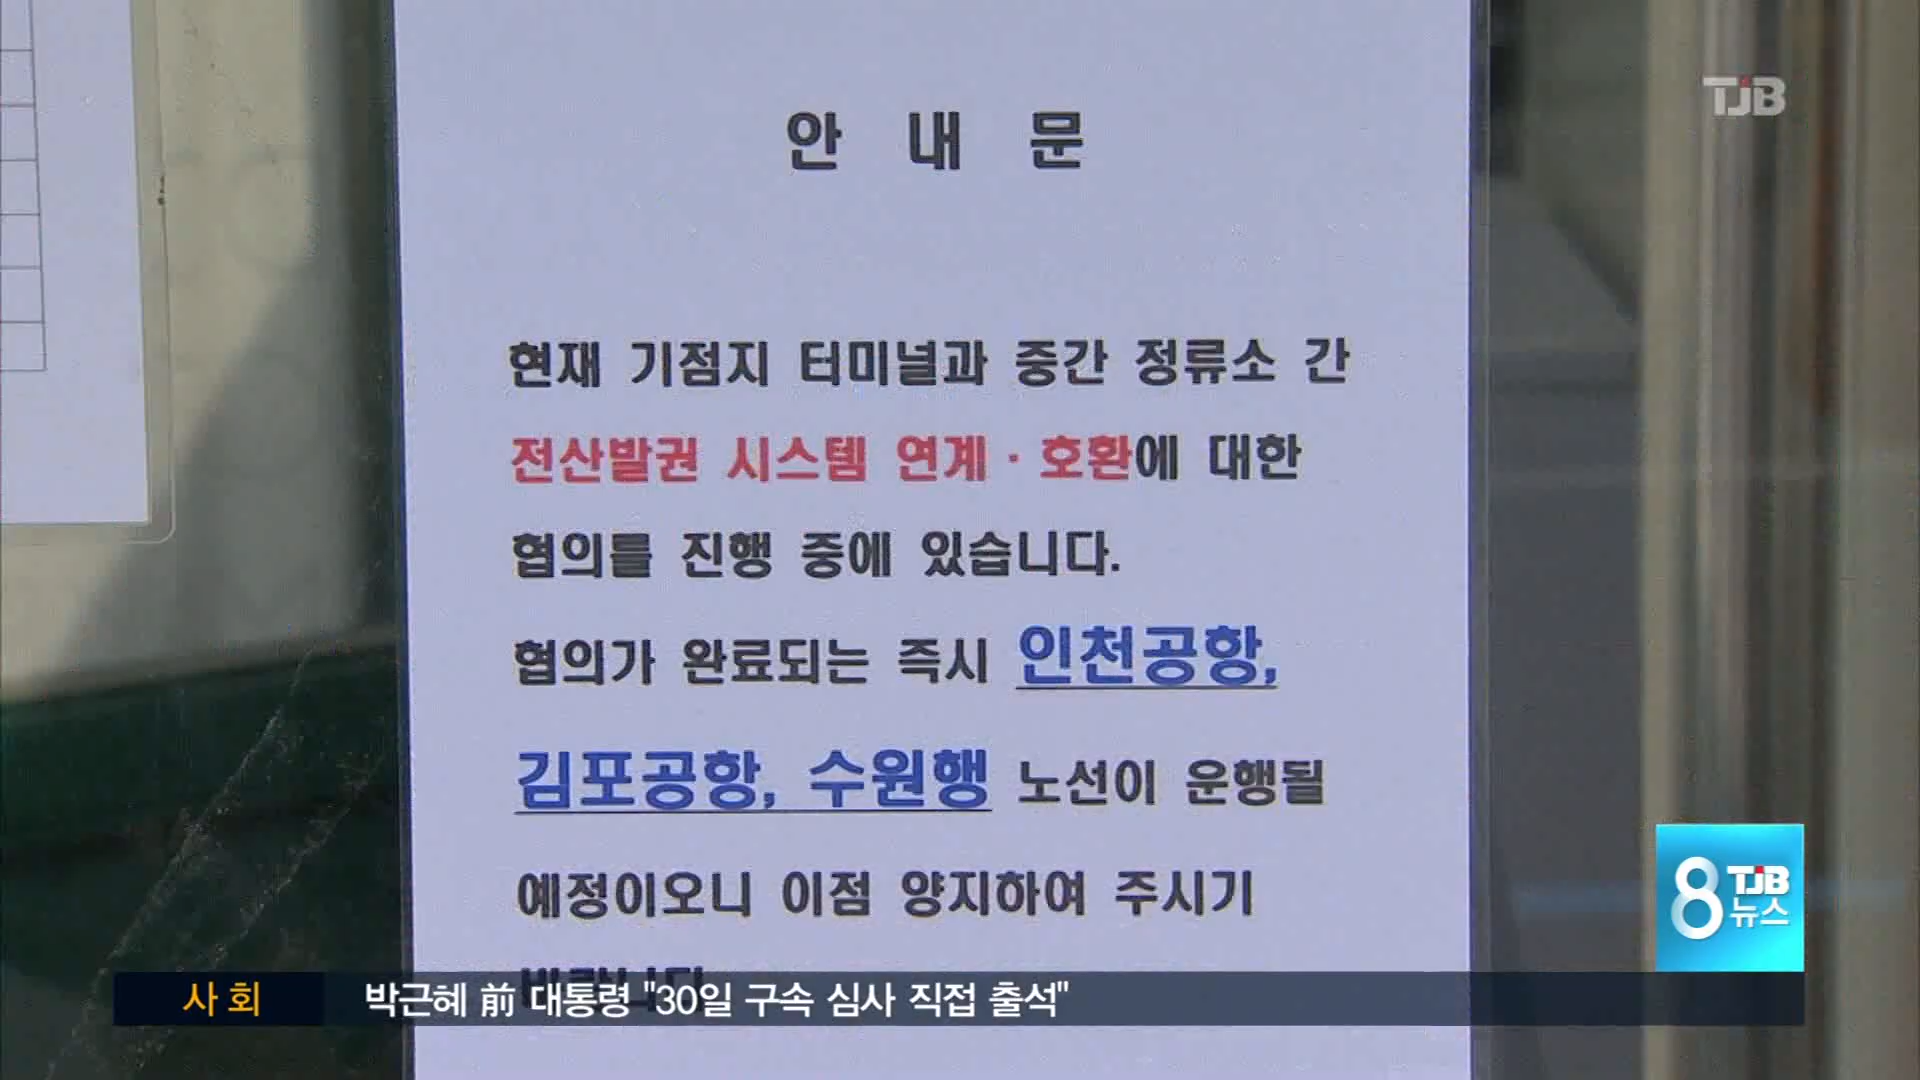 TJB
안 내 문
현재 기점지 터미널과 중간 정류소 간
전산발권 시스템 연계·호환에 대한
협의를 진행 중에 있습니다.
협의가 완료되는 즉시 인천공항,
김포공항, 수원행 노선이 운행될
예정이오니 이점 양지하여 주시기
8 TJB 뉴스
사회 박근혜 前 대통령 "30일 구속 심사 직접 출석"